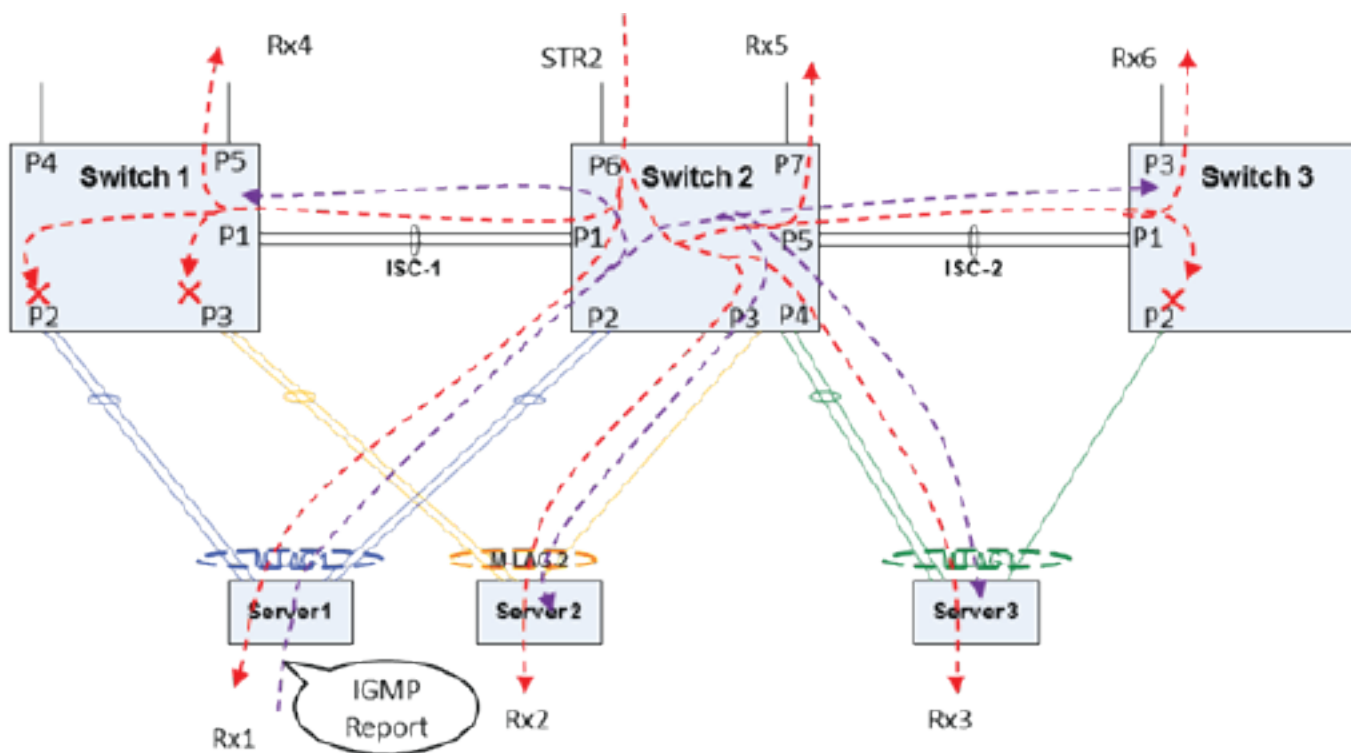 Rx4
STR2
Rx5
Rx6
P4
P5
Switch 1
P6
P7
Switch 2
P3
Switch 3
P1
ISC-1
P1
P5
ISC-2
P1
P2
P3
P2
P3
P4
P2
MLAG 2
Server1
Server2
Server3
IGMP
Report
Rx1
Rx2
Rx3